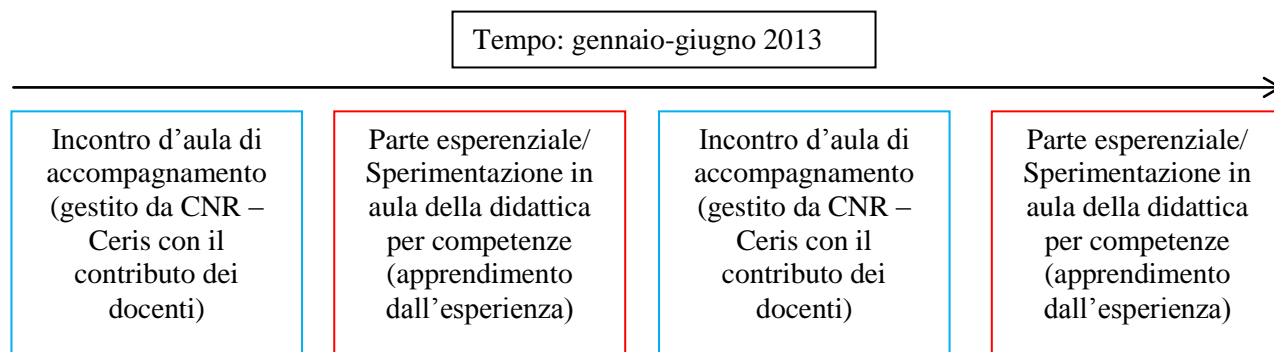 Tempo: gennaio-giugno 2013
Incontro d’aula di
accompagnamento
(gestito da CNR –
Ceris con il
contributo dei
docenti)
Parte esperenziale/
Sperimentazione in
aula della didattica
per competenze
(apprendimento
dall’esperienza)
Incontro d’aula di
accompagnamento
(gestito da CNR –
Ceris con il
contributo dei
docenti)
Parte esperenziale/
Sperimentazione in
aula della didattica
per competenze
(apprendimento
dall’esperienza)